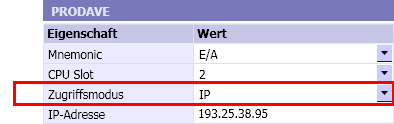 PRODAVE
Eigenschaft Wert
Mnemonic E/A
CPU Slot 2
Zugriffsmodus IP
IP-Adresse 193.25.38.95